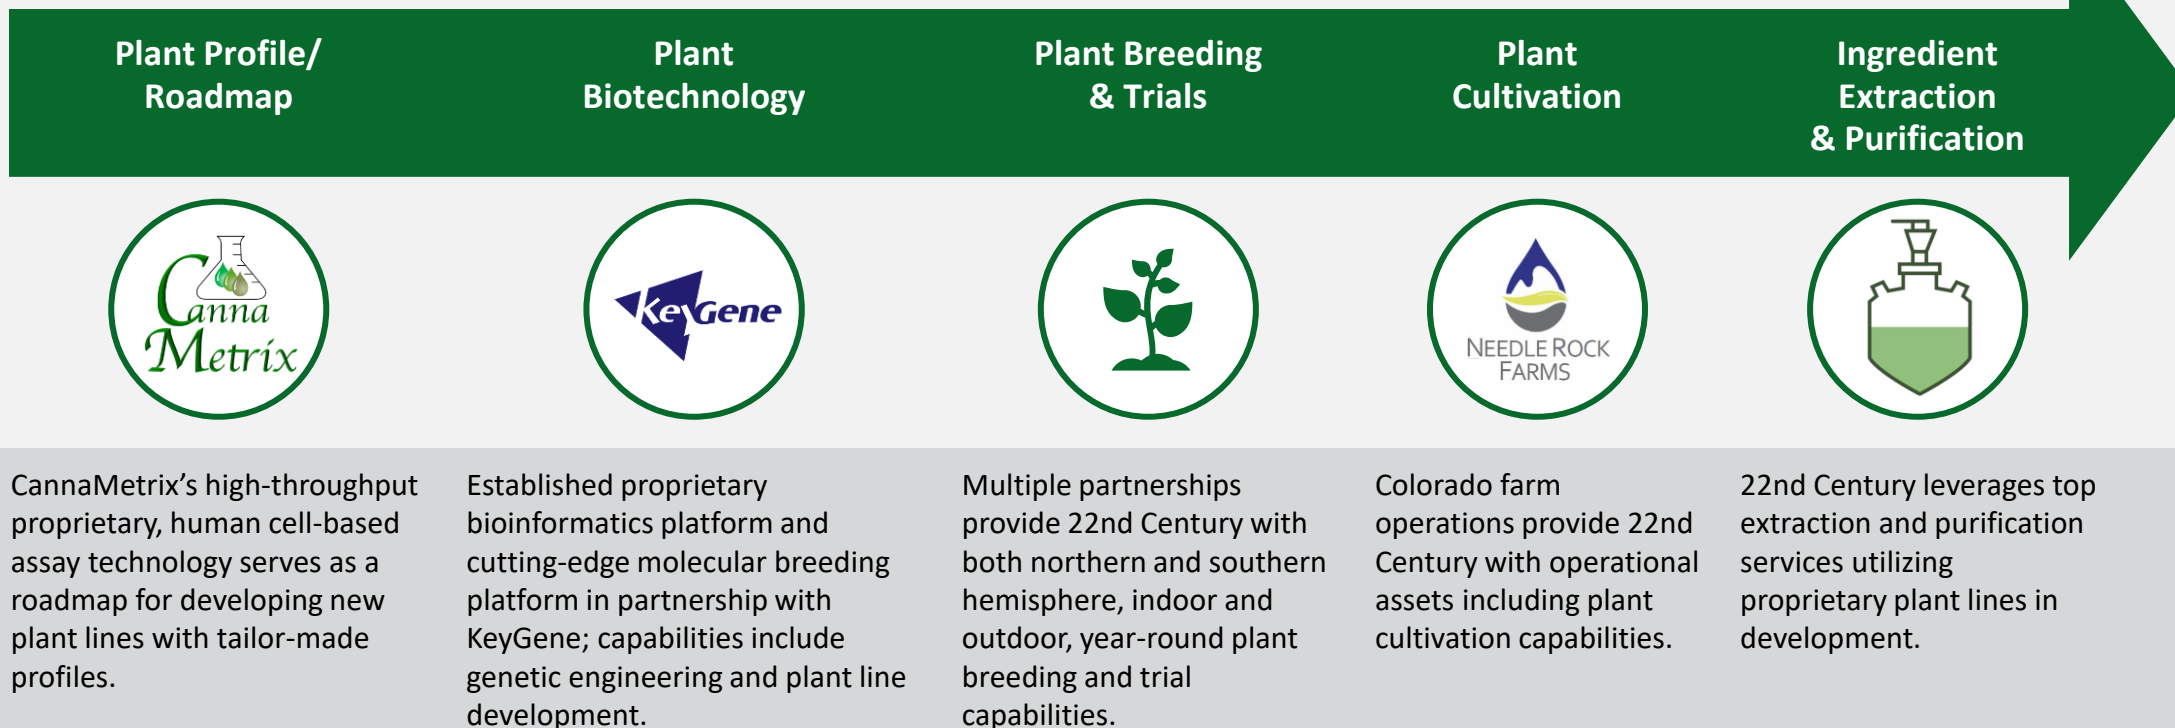 Plant Profile/
Roadmap
Plant
Biotechnology
Plant Breeding
& Trials
Plant
Cultivation
Ingredient
Extraction
& Purification
Canna
Metrix
KeyGene
NEEDLE ROCK
FARMS
CannaMetrix’s high-throughput
proprietary, human cell-based
assay technology serves as a
roadmap for developing new
plant lines with tailor-made
profiles.
Established proprietary
bioinformatics platform and
cutting-edge molecular breeding
platform in partnership with
KeyGene; capabilities include
genetic engineering and plant line
development.
Multiple partnerships
provide 22nd Century with
both northern and southern
hemisphere, indoor and
outdoor, year-round plant
breeding and trial
capabilities.
Colorado farm
operations provide 22nd
Century with operational
assets including plant
cultivation capabilities.
22nd Century leverages top
extraction and purification
services utilizing
proprietary plant lines in
development.